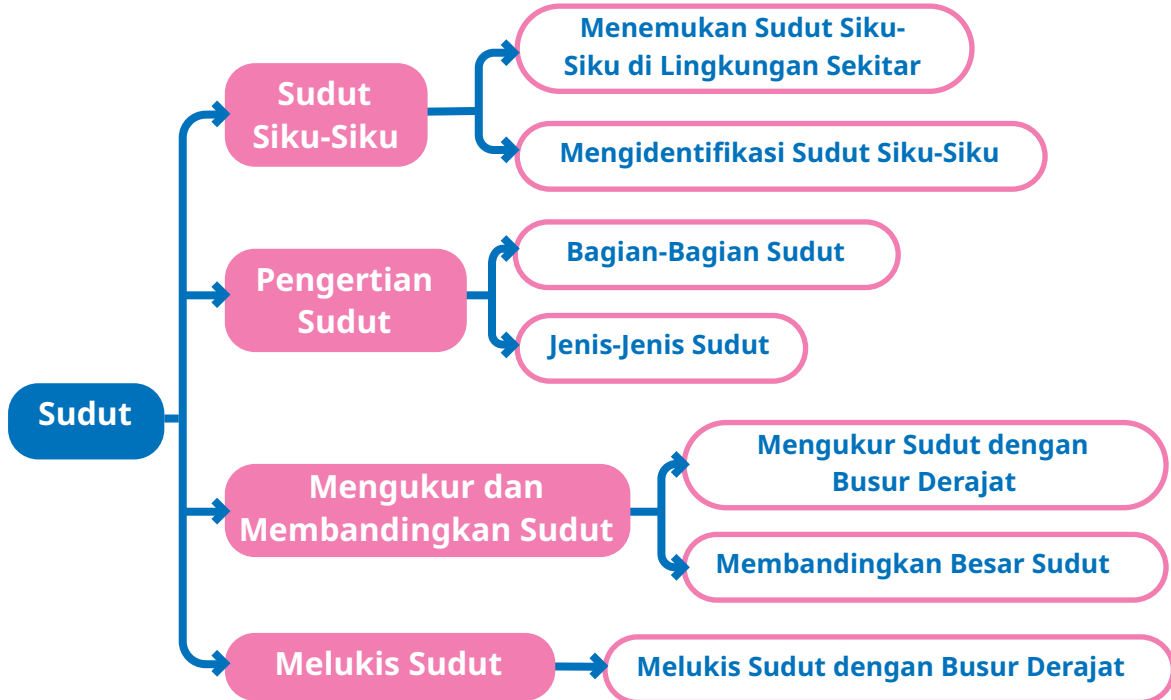 Menemukan Sudut Siku-
Siku di Lingkungan Sekitar
Sudut
Siku-Siku
Mengidentifikasi Sudut Siku-Siku
Bagian-Bagian Sudut
Pengertian
Sudut
Jenis-Jenis Sudut
Sudut
Mengukur Sudut dengan
Busur Derajat
Mengukur dan
Membandingkan Sudut
Membandingkan Besar Sudut
Melukis Sudut
Melukis Sudut dengan Busur Derajat